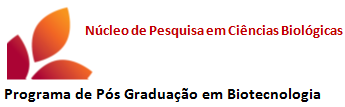 Núcleo de Pesquisa em Ciências Biológicas
Programa de Pós Graduação em Biotecnologia